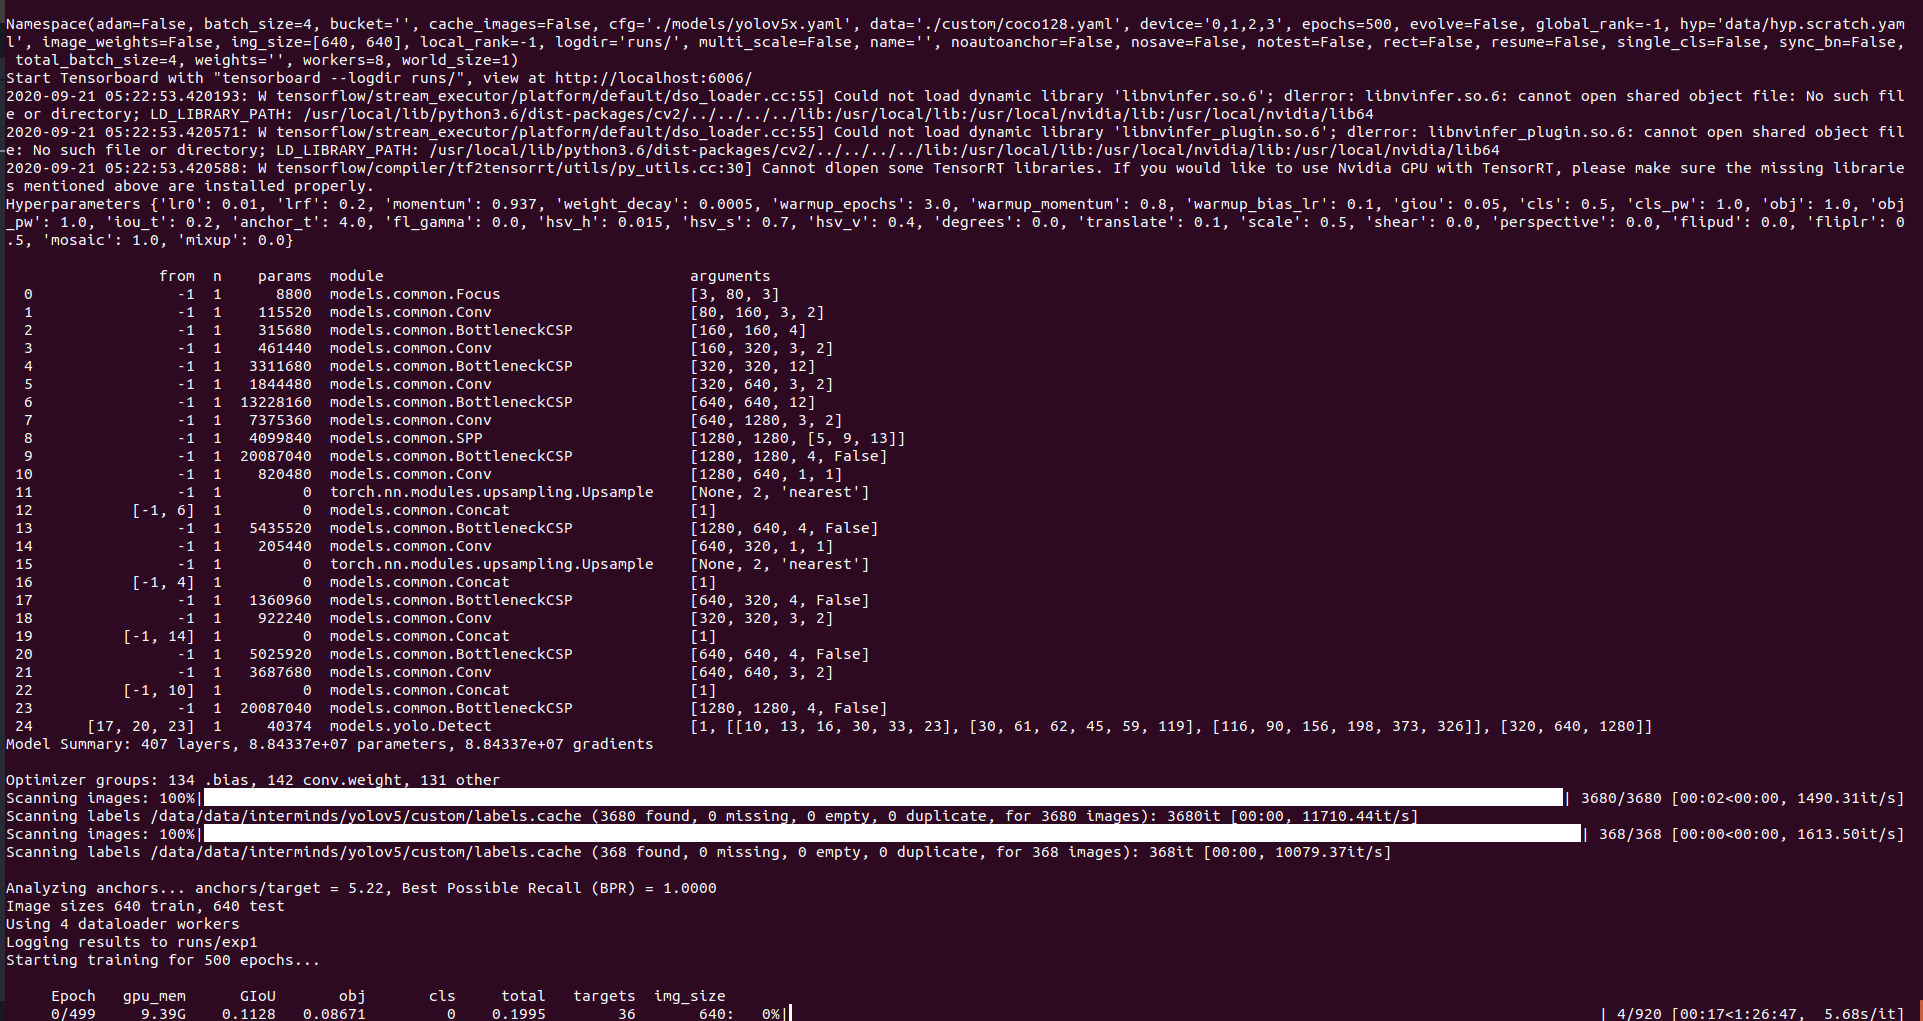 Namespace(adam=False, batch_size=4, bucket='', cache_images=False, cfg='./models/yolov5x.yaml', data='./custom/coco128.yaml', device='0,1,2,3', epochs=500, evolve=False, global_rank=-1, hyp='data/hyp.scratch.yam
l', image_weights=False, img_size=[640, 640], local_rank=-1, logdir='runs/', multi_scale=False, name='', noautoanchor=False, nosave=False, notest=False, rect=False, resume=False, single_cls=False, sync_bn=False,
 total_batch_size=4, weights='', workers=8, world_size=1)
Start Tensorboard with "tensorboard --logdir runs/", view at http://localhost:6006/
2020-09-21 05:22:53.420193: W tensorflow/stream_executor/platform/default/dso_loader.cc:55] Could not load dynamic library 'libnvinfer.so.6'; dlerror: libnvinfer.so.6: cannot open shared object file: No such fil
e or directory; LD_LIBRARY_PATH: /usr/local/lib/python3.6/dist-packages/cv2/../../../../lib:/usr/local/lib:/usr/local/nvidia/lib:/usr/local/nvidia/lib64
2020-09-21 05:22:53.420571: W tensorflow/stream_executor/platform/default/dso_loader.cc:55] Could not load dynamic library 'libnvinfer_plugin.so.6'; dlerror: libnvinfer_plugin.so.6: cannot open shared object fil
e: No such file or directory; LD_LIBRARY_PATH: /usr/local/lib/python3.6/dist-packages/cv2/../../../../lib:/usr/local/lib:/usr/local/nvidia/lib:/usr/local/nvidia/lib64
2020-09-21 05:22:53.420588: W tensorflow/compiler/tf2tensorrt/utils/py_utils.cc:30] Cannot dlopen some TensorRT libraries. If you would like to use Nvidia GPU with TensorRT, please make sure the missing librarie
s mentioned above are installed properly.
Hyperparameters {'lr0': 0.01, 'lrf': 0.2, 'momentum': 0.937, 'weight_decay': 0.0005, 'warmup_epochs': 3.0, 'warmup_momentum': 0.8, 'warmup_bias_lr': 0.1, 'giou': 0.05, 'cls': 0.5, 'cls_pw': 1.0, 'obj': 1.0, 'obj
_pw': 1.0, 'iou_t': 0.2, 'anchor_t': 4.0, 'fl_gamma': 0.0, 'hsv_h': 0.015, 'hsv_s': 0.7, 'hsv_v': 0.4, 'degrees': 0.0, 'translate': 0.1, 'scale': 0.5, 'shear': 0.0, 'perspective': 0.0, 'flipud': 0.0, 'fliplr': 0
.5, 'mosaic': 1.0, 'mixup': 0.0}
from n params module arguments
0 -1 1 8800 models.common.Focus [3, 80, 3]
1 -1 1 115520 models.common.Conv [80, 160, 3, 2]
2 -1 1 315680 models.common.BottleneckCSP [160, 160, 4]
3 -1 1 461440 models.common.Conv [160, 320, 3, 2]
4 -1 1 3311680 models.common.BottleneckCSP [320, 320, 12]
5 -1 1 1844480 models.common.Conv [320, 640, 3, 2]
6 -1 1 13228160 models.common.BottleneckCSP [640, 640, 12]
7 -1 1 7375360 models.common.Conv [640, 1280, 3, 2]
8 -1 1 4099840 models.common.SPP [1280, 1280, [5, 9, 13]]
9 -1 1 20087040 models.common.BottleneckCSP [1280, 1280, 4, False]
10 -1 1 820480 models.common.Conv [1280, 640, 1, 1]
11 -1 1 0 torch.nn.modules.upsampling.Upsample [None, 2, 'nearest']
12 [-1, 6] 1 0 models.common.Concat [1]
13 -1 1 5435520 models.common.BottleneckCSP [1280, 640, 4, False]
14 -1 1 205440 models.common.Conv [640, 320, 1, 1]
15 -1 1 0 torch.nn.modules.upsampling.Upsample [None, 2, 'nearest']
16 [-1, 4] 1 0 models.common.Concat [1]
17 -1 1 1360960 models.common.BottleneckCSP [640, 320, 4, False]
18 -1 1 922240 models.common.Conv [320, 320, 3, 2]
19 [-1, 14] 1 0 models.common.Concat [1]
20 -1 1 5025920 models.common.BottleneckCSP [640, 640, 4, False]
21 -1 1 3687680 models.common.Conv [640, 640, 3, 2]
22 [-1, 10] 1 0 models.common.Concat [1]
23 -1 1 20087040 models.common.BottleneckCSP [1280, 1280, 4, False]
24 [17, 20, 23] 1 40374 models.yolo.Detect [1, [[10, 13, 16, 30, 33, 23], [30, 61, 62, 45, 59, 119], [116, 90, 156, 198, 373, 326]], [320, 640, 1280]]
Model Summary: 407 layers, 8.84337e+07 parameters, 8.84337e+07 gradients
Optimizer groups: 134 .bias, 142 conv.weight, 131 other
Scanning images: 100%| | 3680/3680 [00:02<00:00, 1490.31it/s]
Scanning labels /data/data/interminds/yolov5/custom/labels.cache (3680 found, 0 missing, 0 empty, 0 duplicate, for 3680 images): 3680it [00:00, 11710.44it/s]
Scanning images: 100%| | 368/368 [00:00<00:00, 1613.50it/s]
Scanning labels /data/data/interminds/yolov5/custom/labels.cache (368 found, 0 missing, 0 empty, 0 duplicate, for 368 images): 368it [00:00, 10079.37it/s]
Analyzing anchors... anchors/target = 5.22, Best Possible Recall (BPR) = 1.0000
Image sizes 640 train, 640 test
Using 4 dataloader workers
Logging results to runs/exp1
Starting training for 500 epochs...
Epoch gpu_mem GIoU obj cls total targets img_size
0/499 9.39G 0.1128 0.08671 0 0.1995 36 640: 0%| | 4/920 [00:17<1:26:47, 5.68s/it]